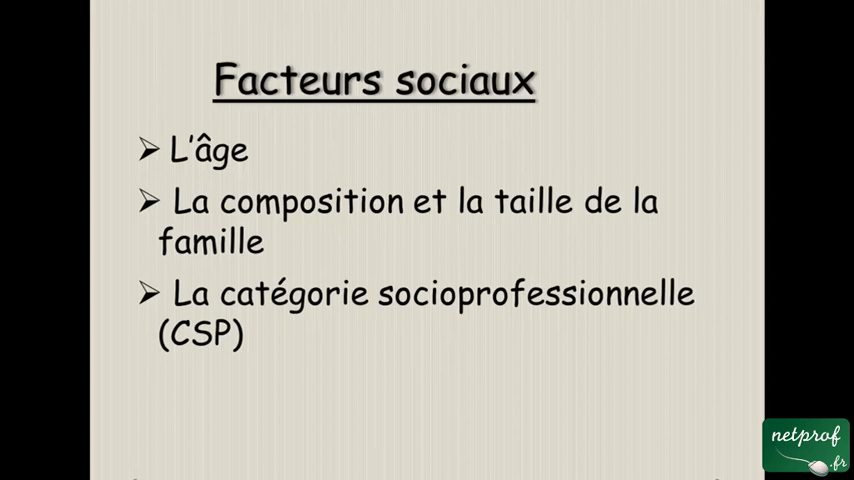 Facteurs sociaux
➢ L'âge
➢ La composition et la taille de la
famille
➢ La catégorie socioprofessionnelle
(CSP)
netprof
.fr